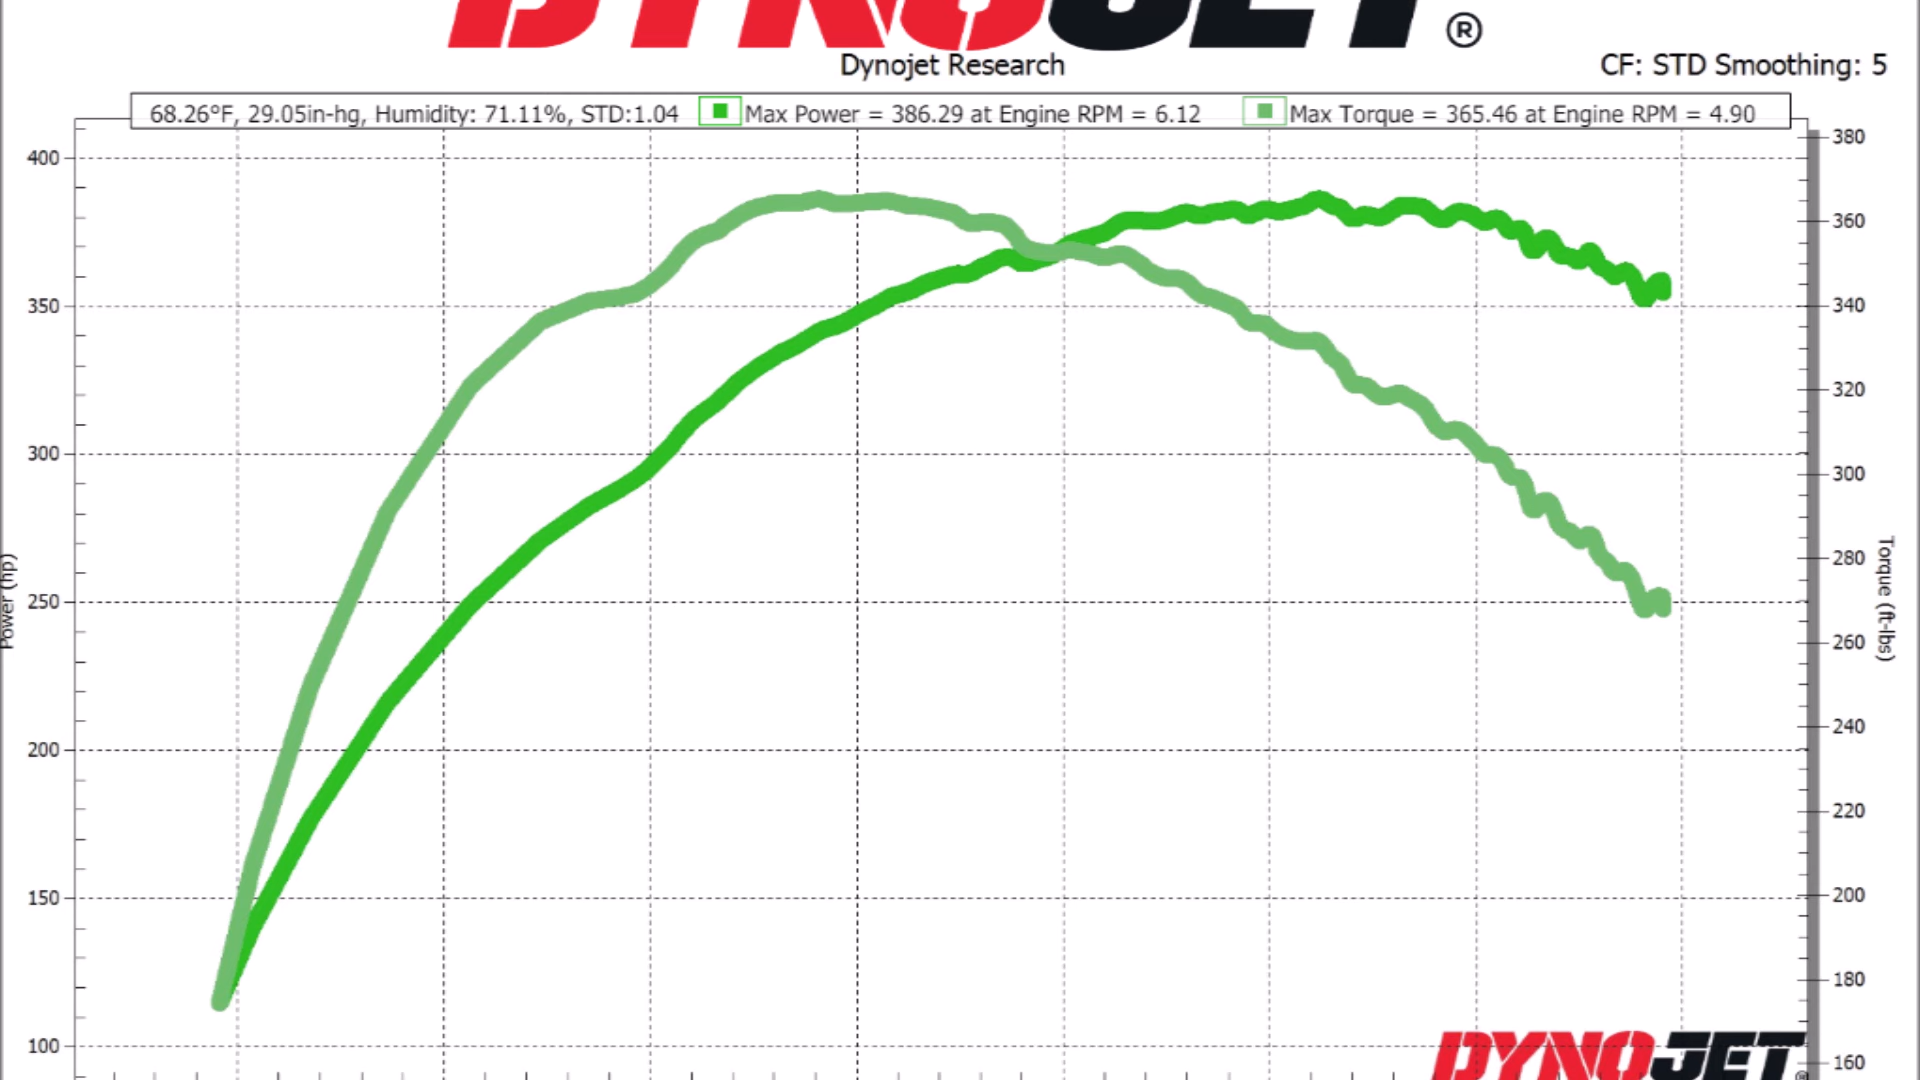 DYNOJET®
Dynojet Research
CF: STD Smoothing: 5
68.26°F, 29.05in-hg, Humidity: 71.11%, STD:1.04 Max Power = 386.29 at Engine RPM = 6.12 Max Torque = 365.46 at Engine RPM = 4.90
400
350
300
250
200
150
100
Power (hp)
380
360
340
320
300
280
260
240
220
200
180
160
Torque (ft-lbs)
DYNOJET®